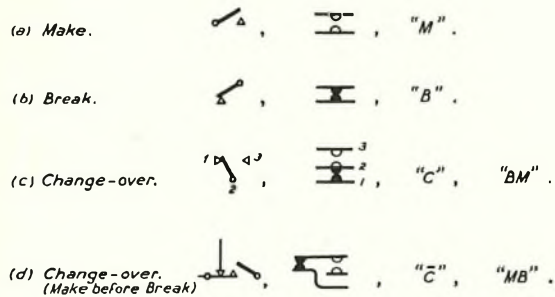 (a) Make. , , "M" .
(b) Break. , , "B" .
(c) Change-over. 1 2 3 , 3 2 1 , "C" , "BM" .
(d) Change-over. , , "C̄" , "MB" .
(Make before Break)